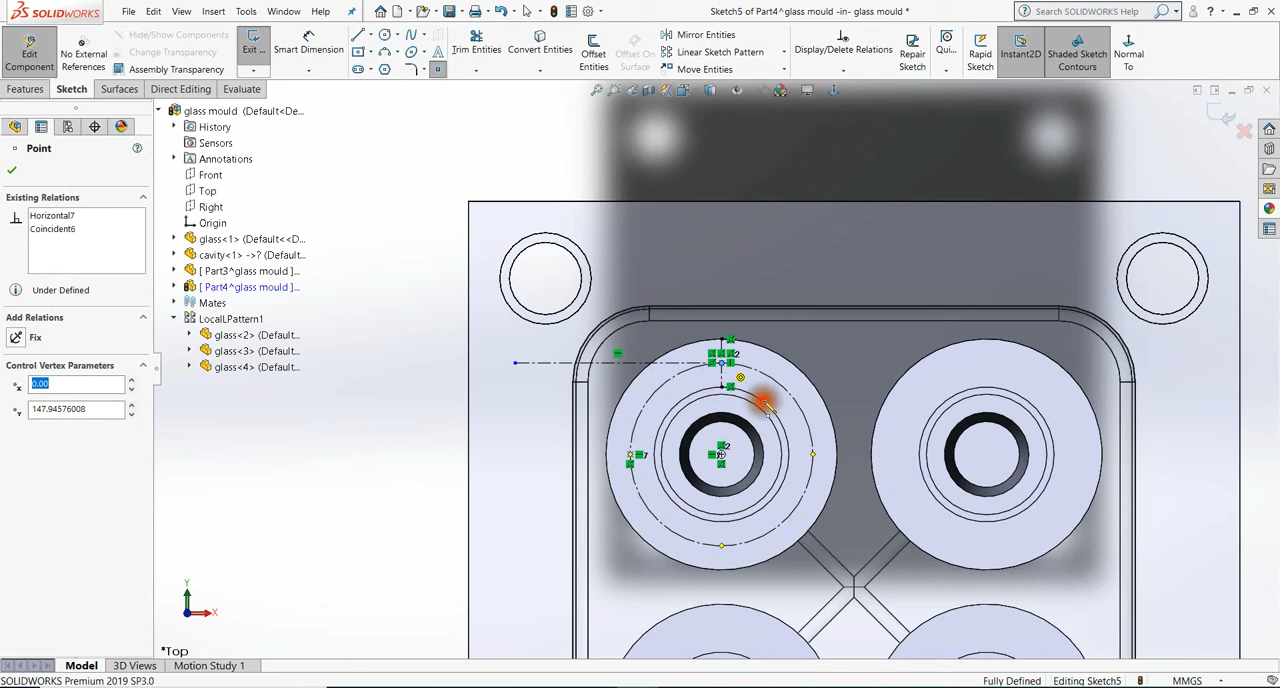 SOLIDWORKS
File
Edit
View
Insert
Tools
Window
Help
Sketch5 of Part4^glass mould -in- glass mould *
Search SOLIDWORKS Help
Edit Component
No External References
Hide/Show Components
Change Transparency
Assembly Transparency
Exit ...
Smart Dimension
Trim Entities
Convert Entities
Offset Entities
Offset On Surface
Mirror Entities
Linear Sketch Pattern
Move Entities
Display/Delete Relations
Repair Sketch
Qui...
Rapid Sketch
Instant2D
Shaded Sketch Contours
Normal To
Features
Sketch
Surfaces
Direct Editing
Evaluate
Point
Existing Relations
Horizontal7
Coincident6
Under Defined
Add Relations
Fix
Control Vertex Parameters
0.00
147.94576008
glass mould (Default<De...
History
Sensors
Annotations
Front
Top
Right
Origin
glass<1> (Default<<D...
cavity<1> ->? (Default...
[ Part3^glass mould ]...
[ Part4^glass mould ]...
Mates
LocalLPattern1
glass<2> (Default...
glass<3> (Default...
glass<4> (Default...
Y
X
*Top
Model
3D Views
Motion Study 1
SOLIDWORKS Premium 2019 SP3.0
Fully Defined
Editing Sketch5
MMGS